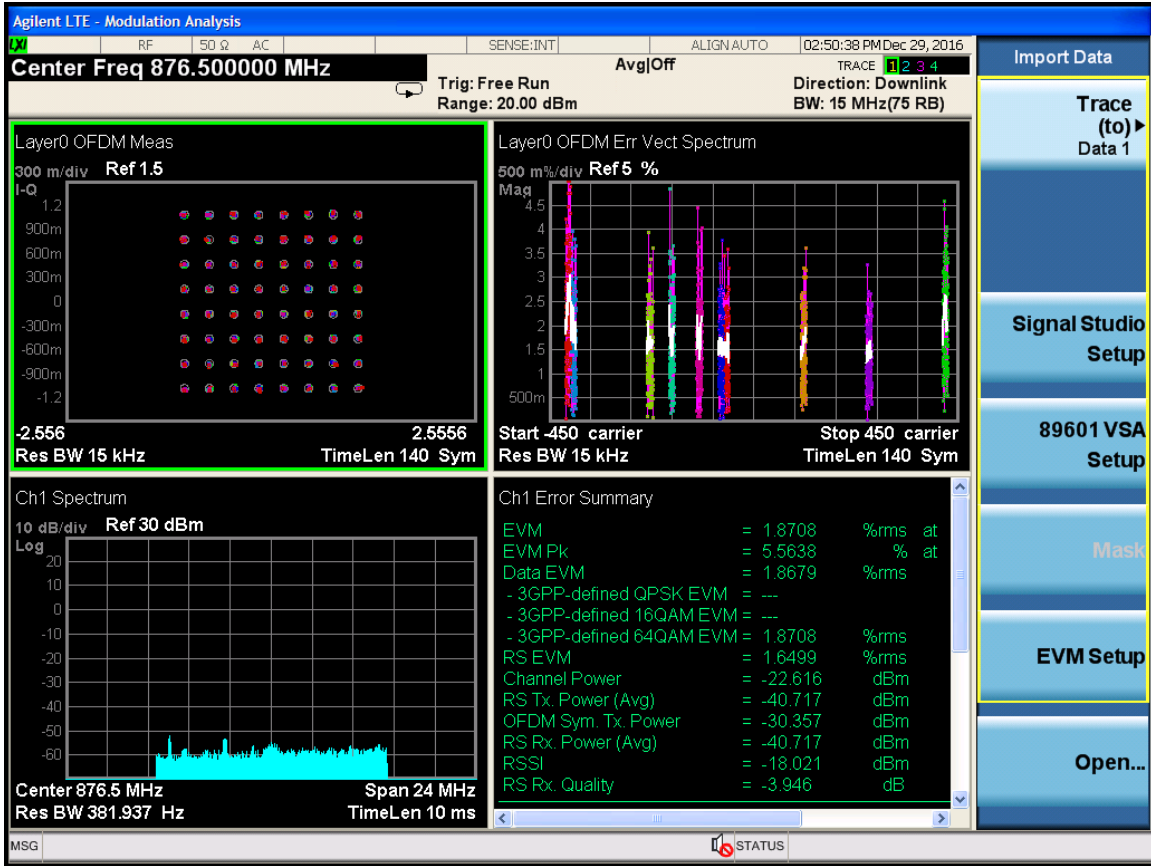 Agilent LTE - Modulation Analysis
LXI RF 50 Ω AC SENSE:INT ALIGN AUTO 02:50:38 PM Dec 29, 2016
Center Freq 876.500000 MHz
Avg|Off
TRACE 1 2 3 4
Trig: Free Run
Direction: Downlink
Range: 20.00 dBm
BW: 15 MHz(75 RB)
Layer0 OFDM Meas
300 m/div Ref 1.5
I-Q
1.2
900m
600m
300m
0
-300m
-600m
-900m
-1.2
-2.556 2.5556
Res BW 15 kHz TimeLen 140 Sym
Layer0 OFDM Err Vect Spectrum
500 m%/div Ref 5 %
Mag
4.5
4
3.5
3
2.5
2
1.5
1
500m
Start -450 carrier Stop 450 carrier
Res BW 15 kHz TimeLen 140 Sym
Ch1 Spectrum
10 dB/div Ref 30 dBm
Log
20
10
0
-10
-20
-30
-40
-50
-60
Center 876.5 MHz Span 24 MHz
Res BW 381.937 Hz TimeLen 10 ms
Ch1 Error Summary
EVM = 1.8708 %rms at
EVM Pk = 5.5638 % at
Data EVM = 1.8679 %rms
- 3GPP-defined QPSK EVM = ---
- 3GPP-defined 16QAM EVM = ---
- 3GPP-defined 64QAM EVM = 1.8708 %rms
RS EVM = 1.6499 %rms
Channel Power = -22.616 dBm
RS Tx. Power (Avg) = -40.717 dBm
OFDM Sym. Tx. Power = -30.357 dBm
RS Rx. Power (Avg) = -40.717 dBm
RSSI = -18.021 dBm
RS Rx. Quality = -3.946 dB
Import Data
Trace
(to)
Data 1
Signal Studio
Setup
89601 VSA
Setup
Mask
EVM Setup
Open...
MSG STATUS